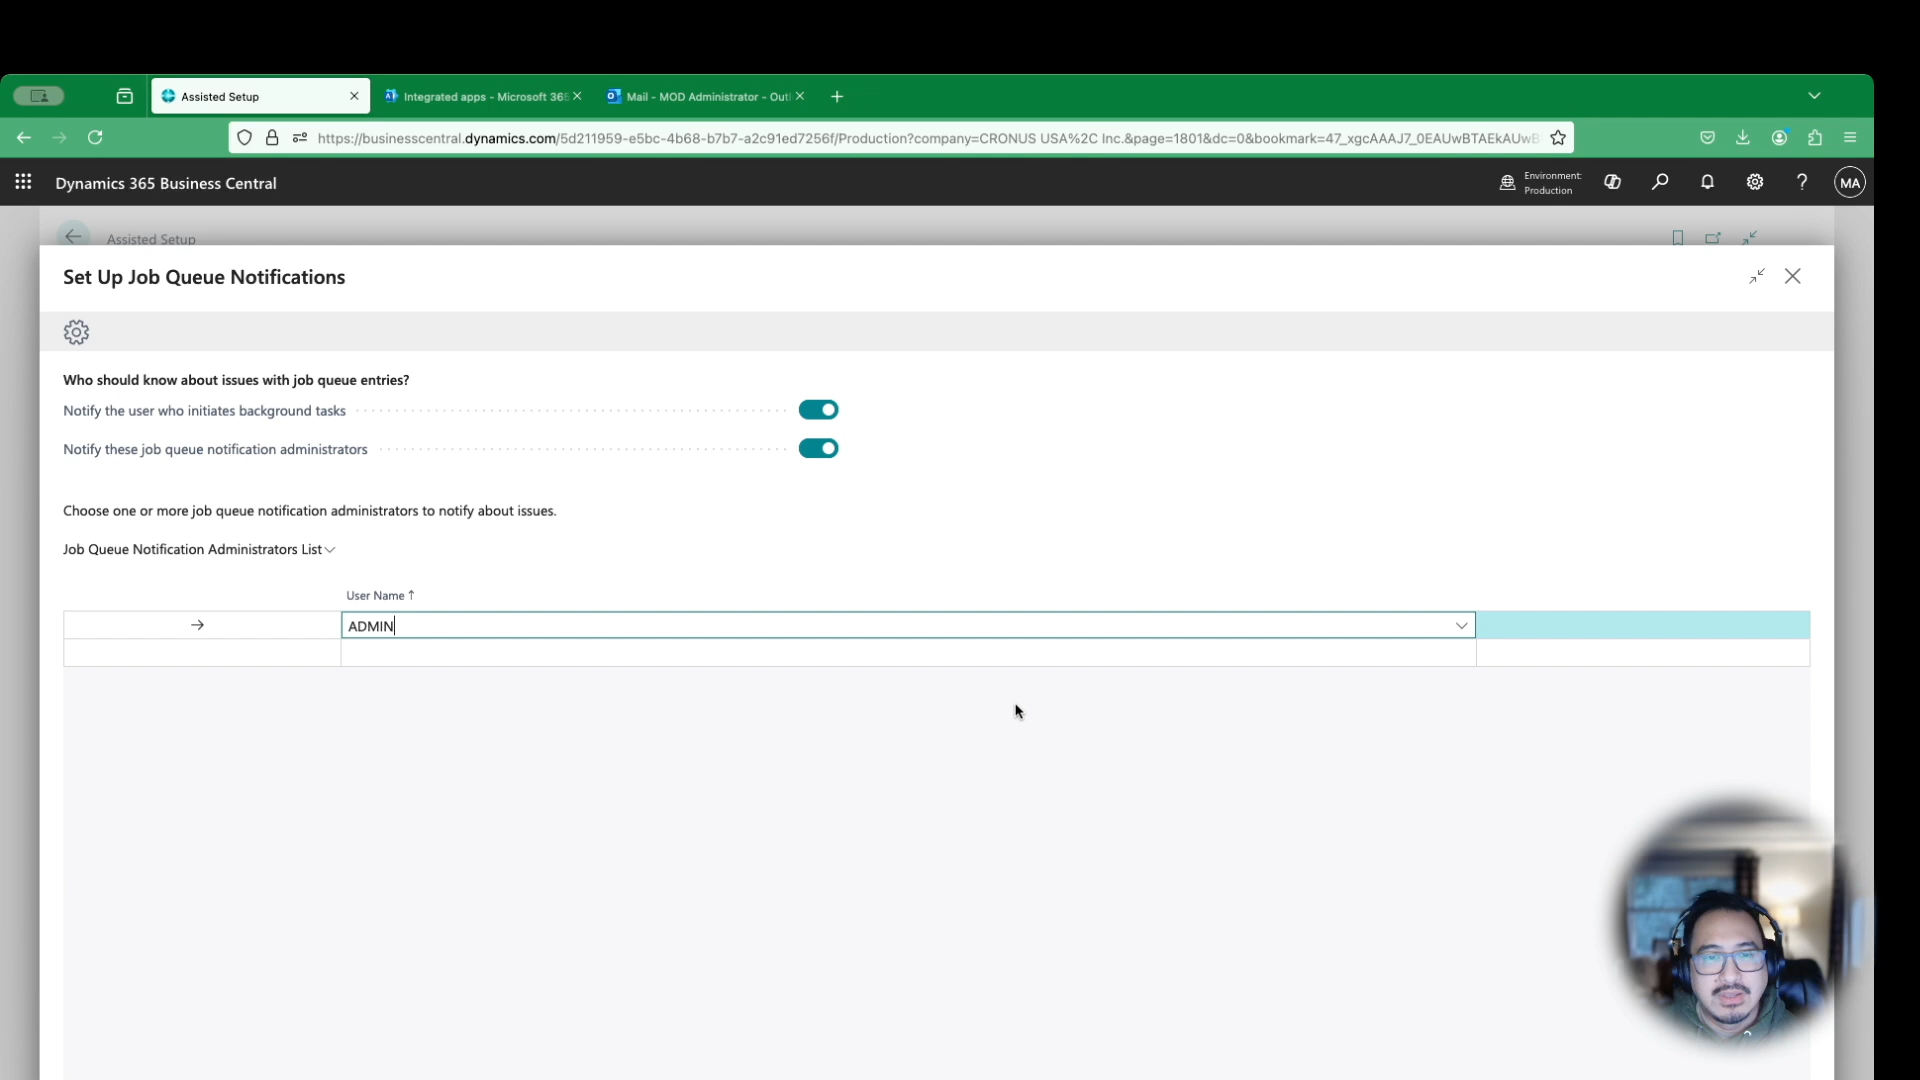 Assisted Setup
Integrated apps - Microsoft 365
Mail - MOD Administrator - Outl
https://businesscentral.dynamics.com/5d211959-e5bc-4b68-b7b7-a2c91ed7256f/Production?company=CRONUS USA%2C Inc.&page=1801&dc=0&bookmark=47_xgcAAAJ7_0EAUwBTAEkAUwB
Dynamics 365 Business Central
Environment:
Production
MA
Assisted Setup
Set Up Job Queue Notifications
Who should know about issues with job queue entries?
Notify the user who initiates background tasks
Notify these job queue notification administrators
Choose one or more job queue notification administrators to notify about issues.
Job Queue Notification Administrators List
User Name ↑
ADMIN